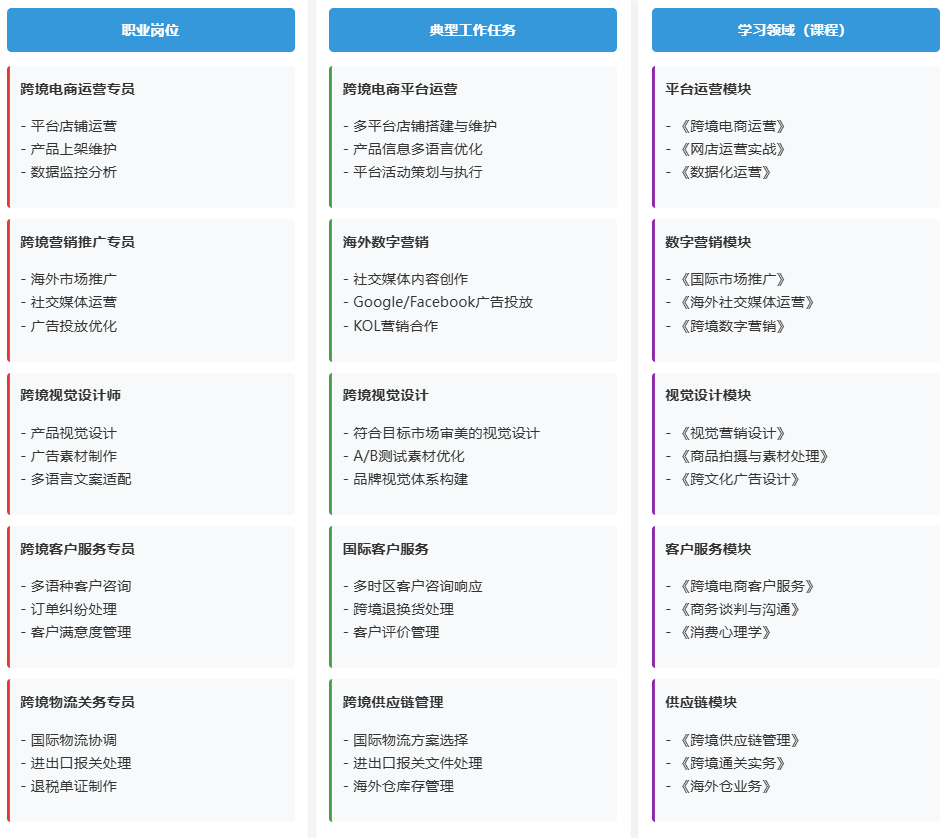 职业岗位
跨境电商运营专员
- 平台店铺运营
- 产品上架维护
- 数据监控分析
跨境营销推广专员
- 海外市场推广
- 社交媒体运营
- 广告投放优化
跨境视觉设计师
- 产品视觉设计
- 广告素材制作
- 多语言文案适配
跨境客户服务专员
- 多语种客户咨询
- 订单纠纷处理
- 客户满意度管理
跨境物流关务专员
- 国际物流协调
- 进出口报关处理
- 退税单证制作
典型工作任务
跨境电商平台运营
- 多平台店铺搭建与维护
- 产品信息多语言优化
- 平台活动策划与执行
海外数字营销
- 社交媒体内容创作
- Google/Facebook广告投放
- KOL营销合作
跨境视觉设计
- 符合目标市场审美的视觉设计
- A/B测试素材优化
- 品牌视觉体系构建
国际客户服务
- 多时区客户咨询响应
- 跨境退换货处理
- 客户评价管理
跨境供应链管理
- 国际物流方案选择
- 进出口报关文件处理
- 海外仓库存管理
学习领域（课程）
平台运营模块
- 《跨境电商运营》
- 《网店运营实战》
- 《数据化运营》
数字营销模块
- 《国际市场推广》
- 《海外社交媒体运营》
- 《跨境数字营销》
视觉设计模块
- 《视觉营销设计》
- 《商品拍摄与素材处理》
- 《跨文化广告设计》
客户服务模块
- 《跨境电商客户服务》
- 《商务谈判与沟通》
- 《消费心理学》
供应链模块
- 《跨境供应链管理》
- 《跨境通关实务》
- 《海外仓业务》